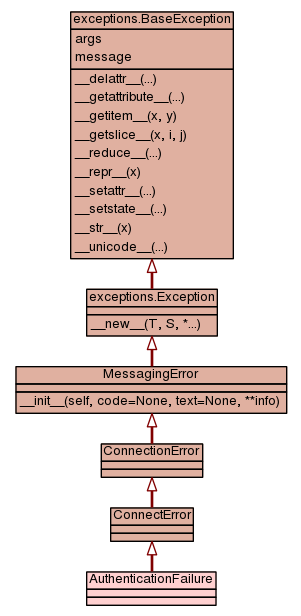 exceptions.BaseException
args
message
__delattr__(...)
__getattribute__(...)
__getitem__(x, y)
__getslice__(x, i, j)
__reduce__(...)
__repr__(x)
__setattr__(...)
__setstate__(...)
__str__(x)
__unicode__(...)
exceptions.Exception
__new__(T, S, *...)
MessagingError
__init__(self, code=None, text=None, **info)
ConnectionError
ConnectError
AuthenticationFailure